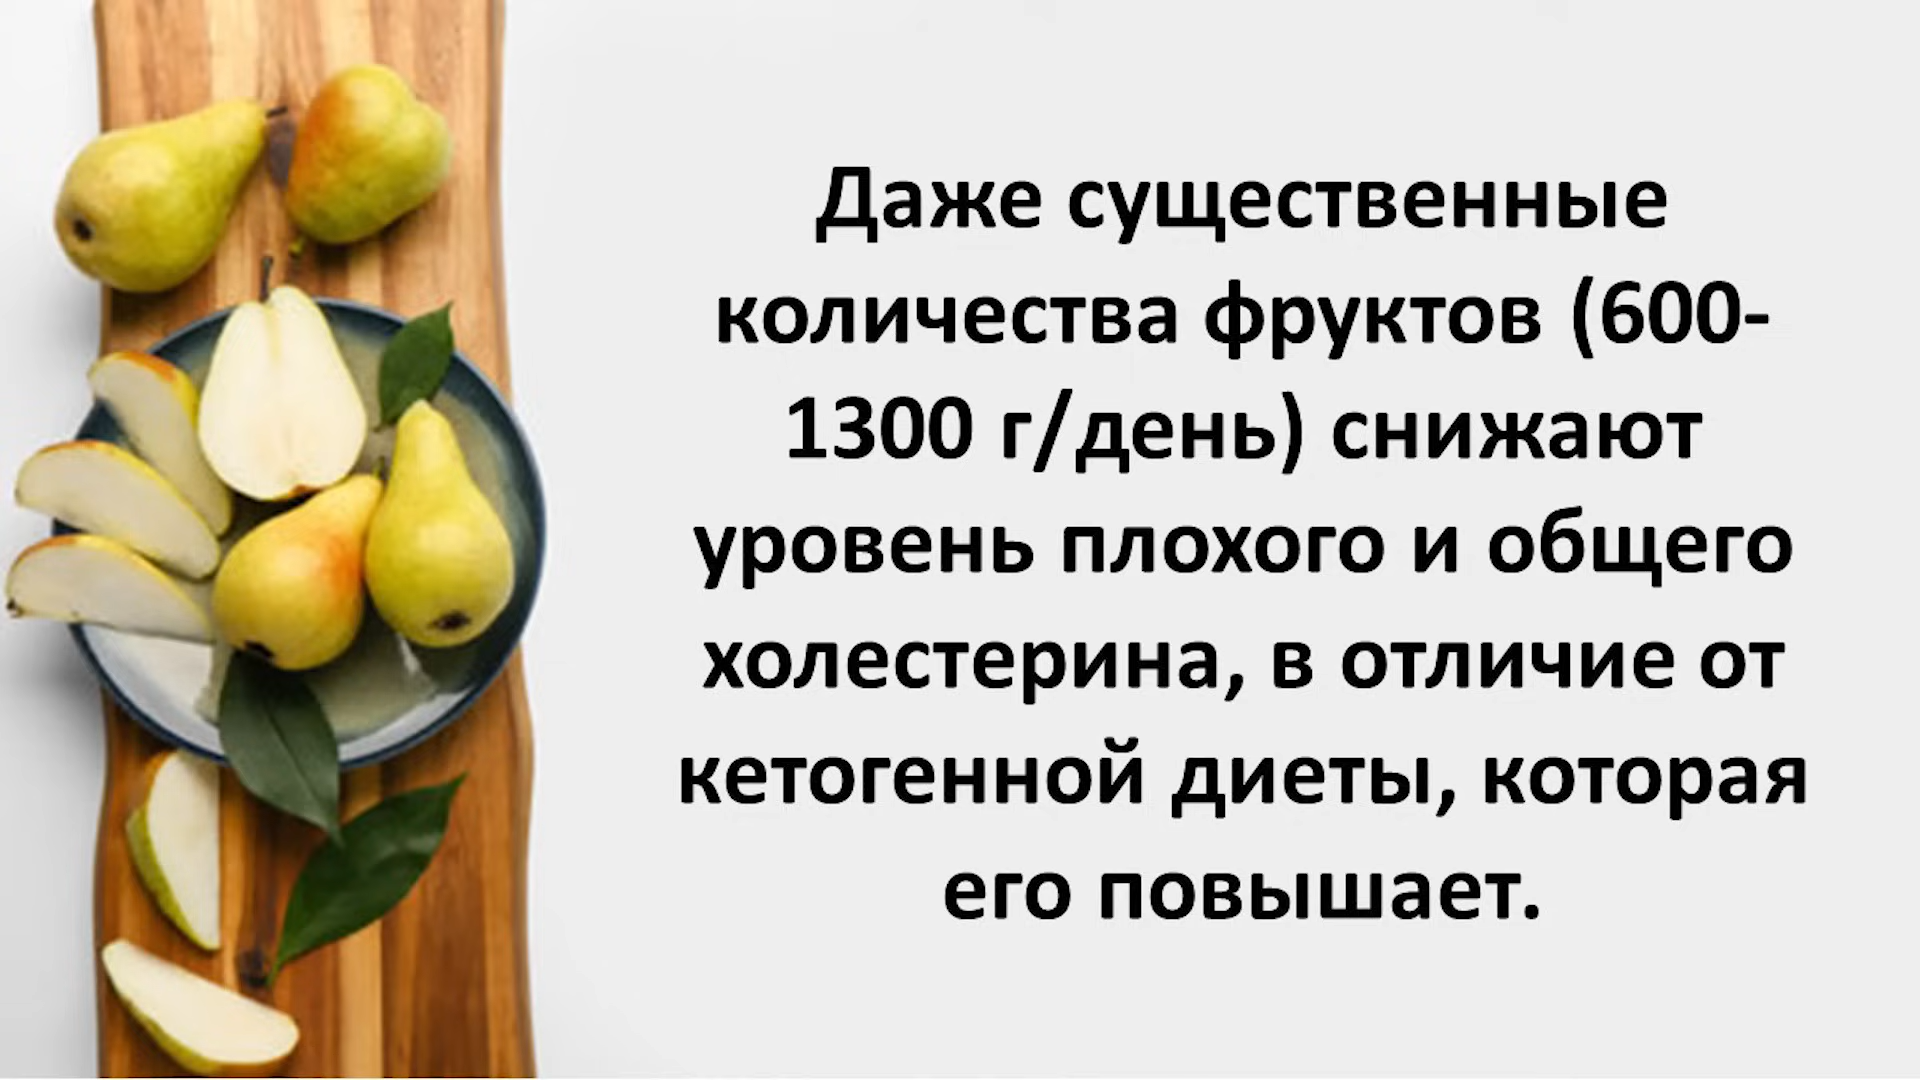 Даже существенные
количества фруктов (600-
1300 г/день) снижают
уровень плохого и общего
холестерина, в отличие от
кетогенной диеты, которая
его повышает.